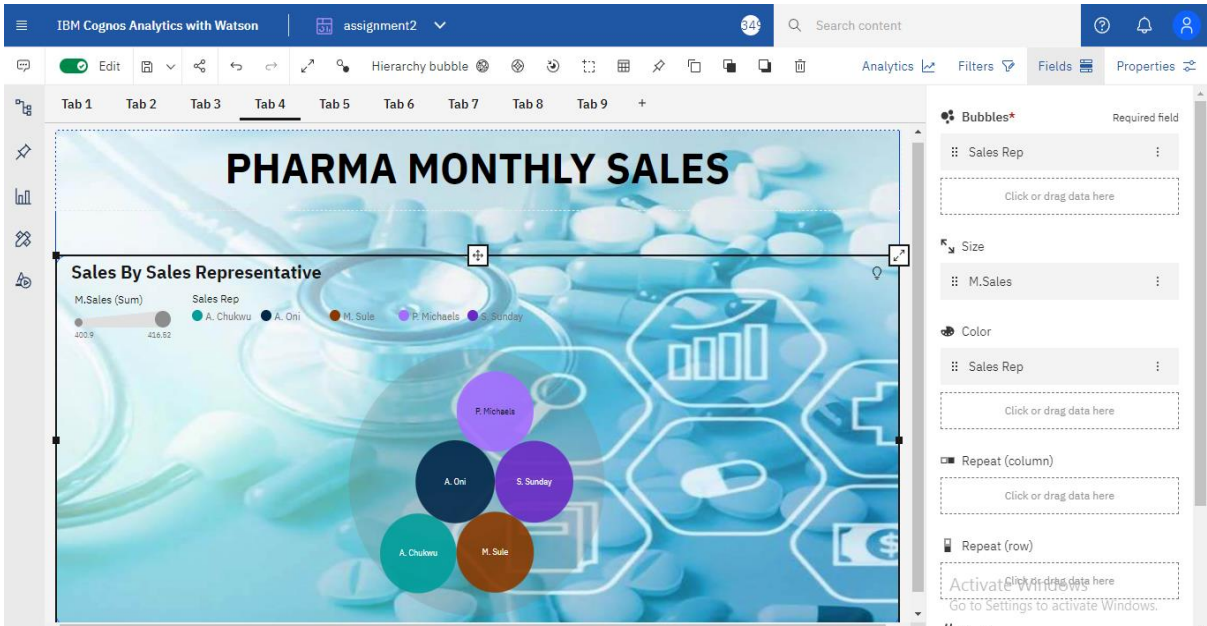 IBM Cognos Analytics with Watson
assignment2
349
Search content
Edit
Hierarchy bubble
Analytics
Filters
Fields
Properties
Tab 1 Tab 2 Tab 3 Tab 4 Tab 5 Tab 6 Tab 7 Tab 8 Tab 9 +
PHARMA MONTHLY SALES
Sales By Sales Representative
M.Sales (Sum)
400.9 416.52
Sales Rep
A. Chukwu A. Oni M. Sule P. Michaels S. Sunday
P. Michaels
A. Oni
S. Sunday
A. Chukwu
M. Sule
Bubbles* Required field
Sales Rep
Click or drag data here
Size
M.Sales
Color
Sales Rep
Click or drag data here
Repeat (column)
Click or drag data here
Repeat (row)
Click or drag data here
Activate Windows
Go to Settings to activate Windows.